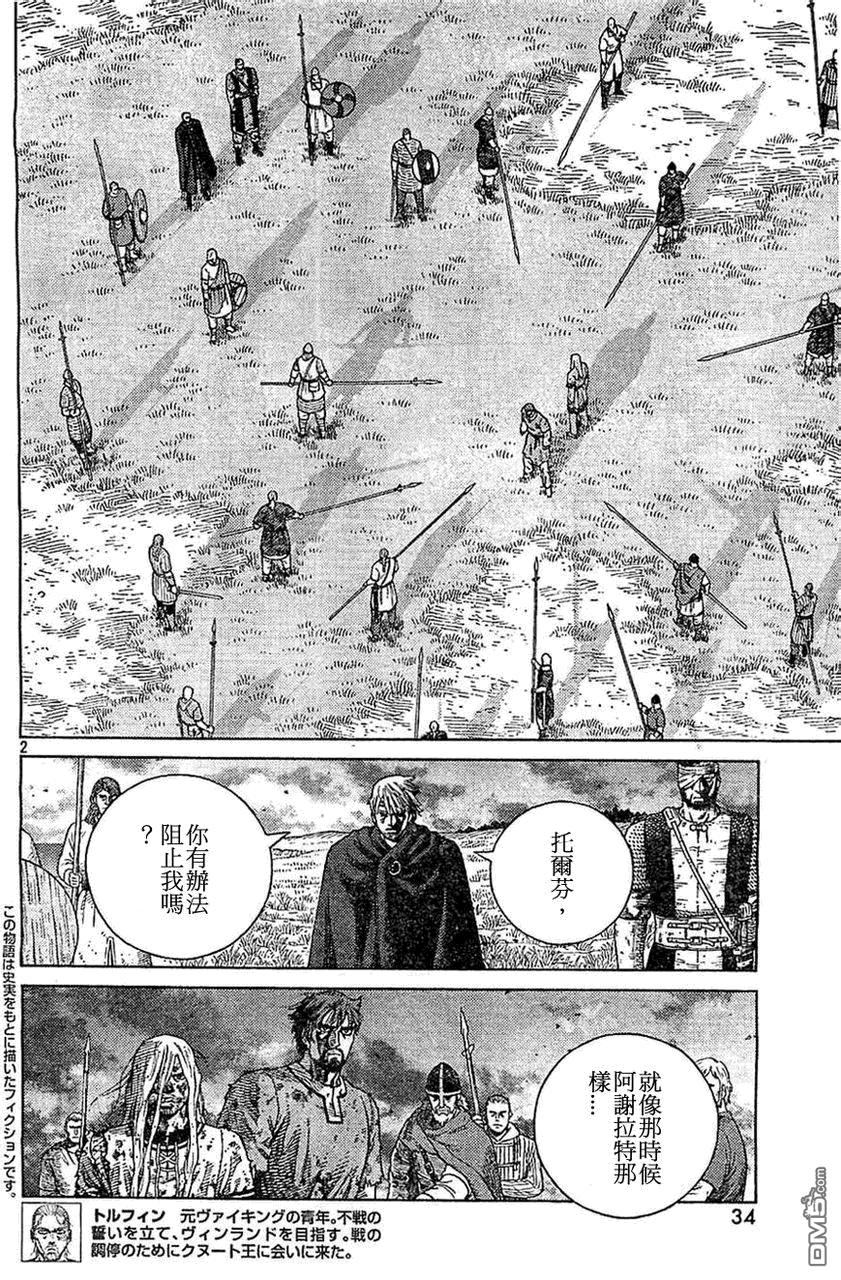 2
托爾芬,
你有辦法
阻止我嗎
?
就像那時候
阿謝拉特那
樣……
この物語は史実をもとに描いたフィクションです。
トルフィン 元ヴァイキングの青年。不戦の
誓いを立て、ヴィンランドを目指す。戦の
調停のためにクヌート王に会いに来た。
34
DM5.com